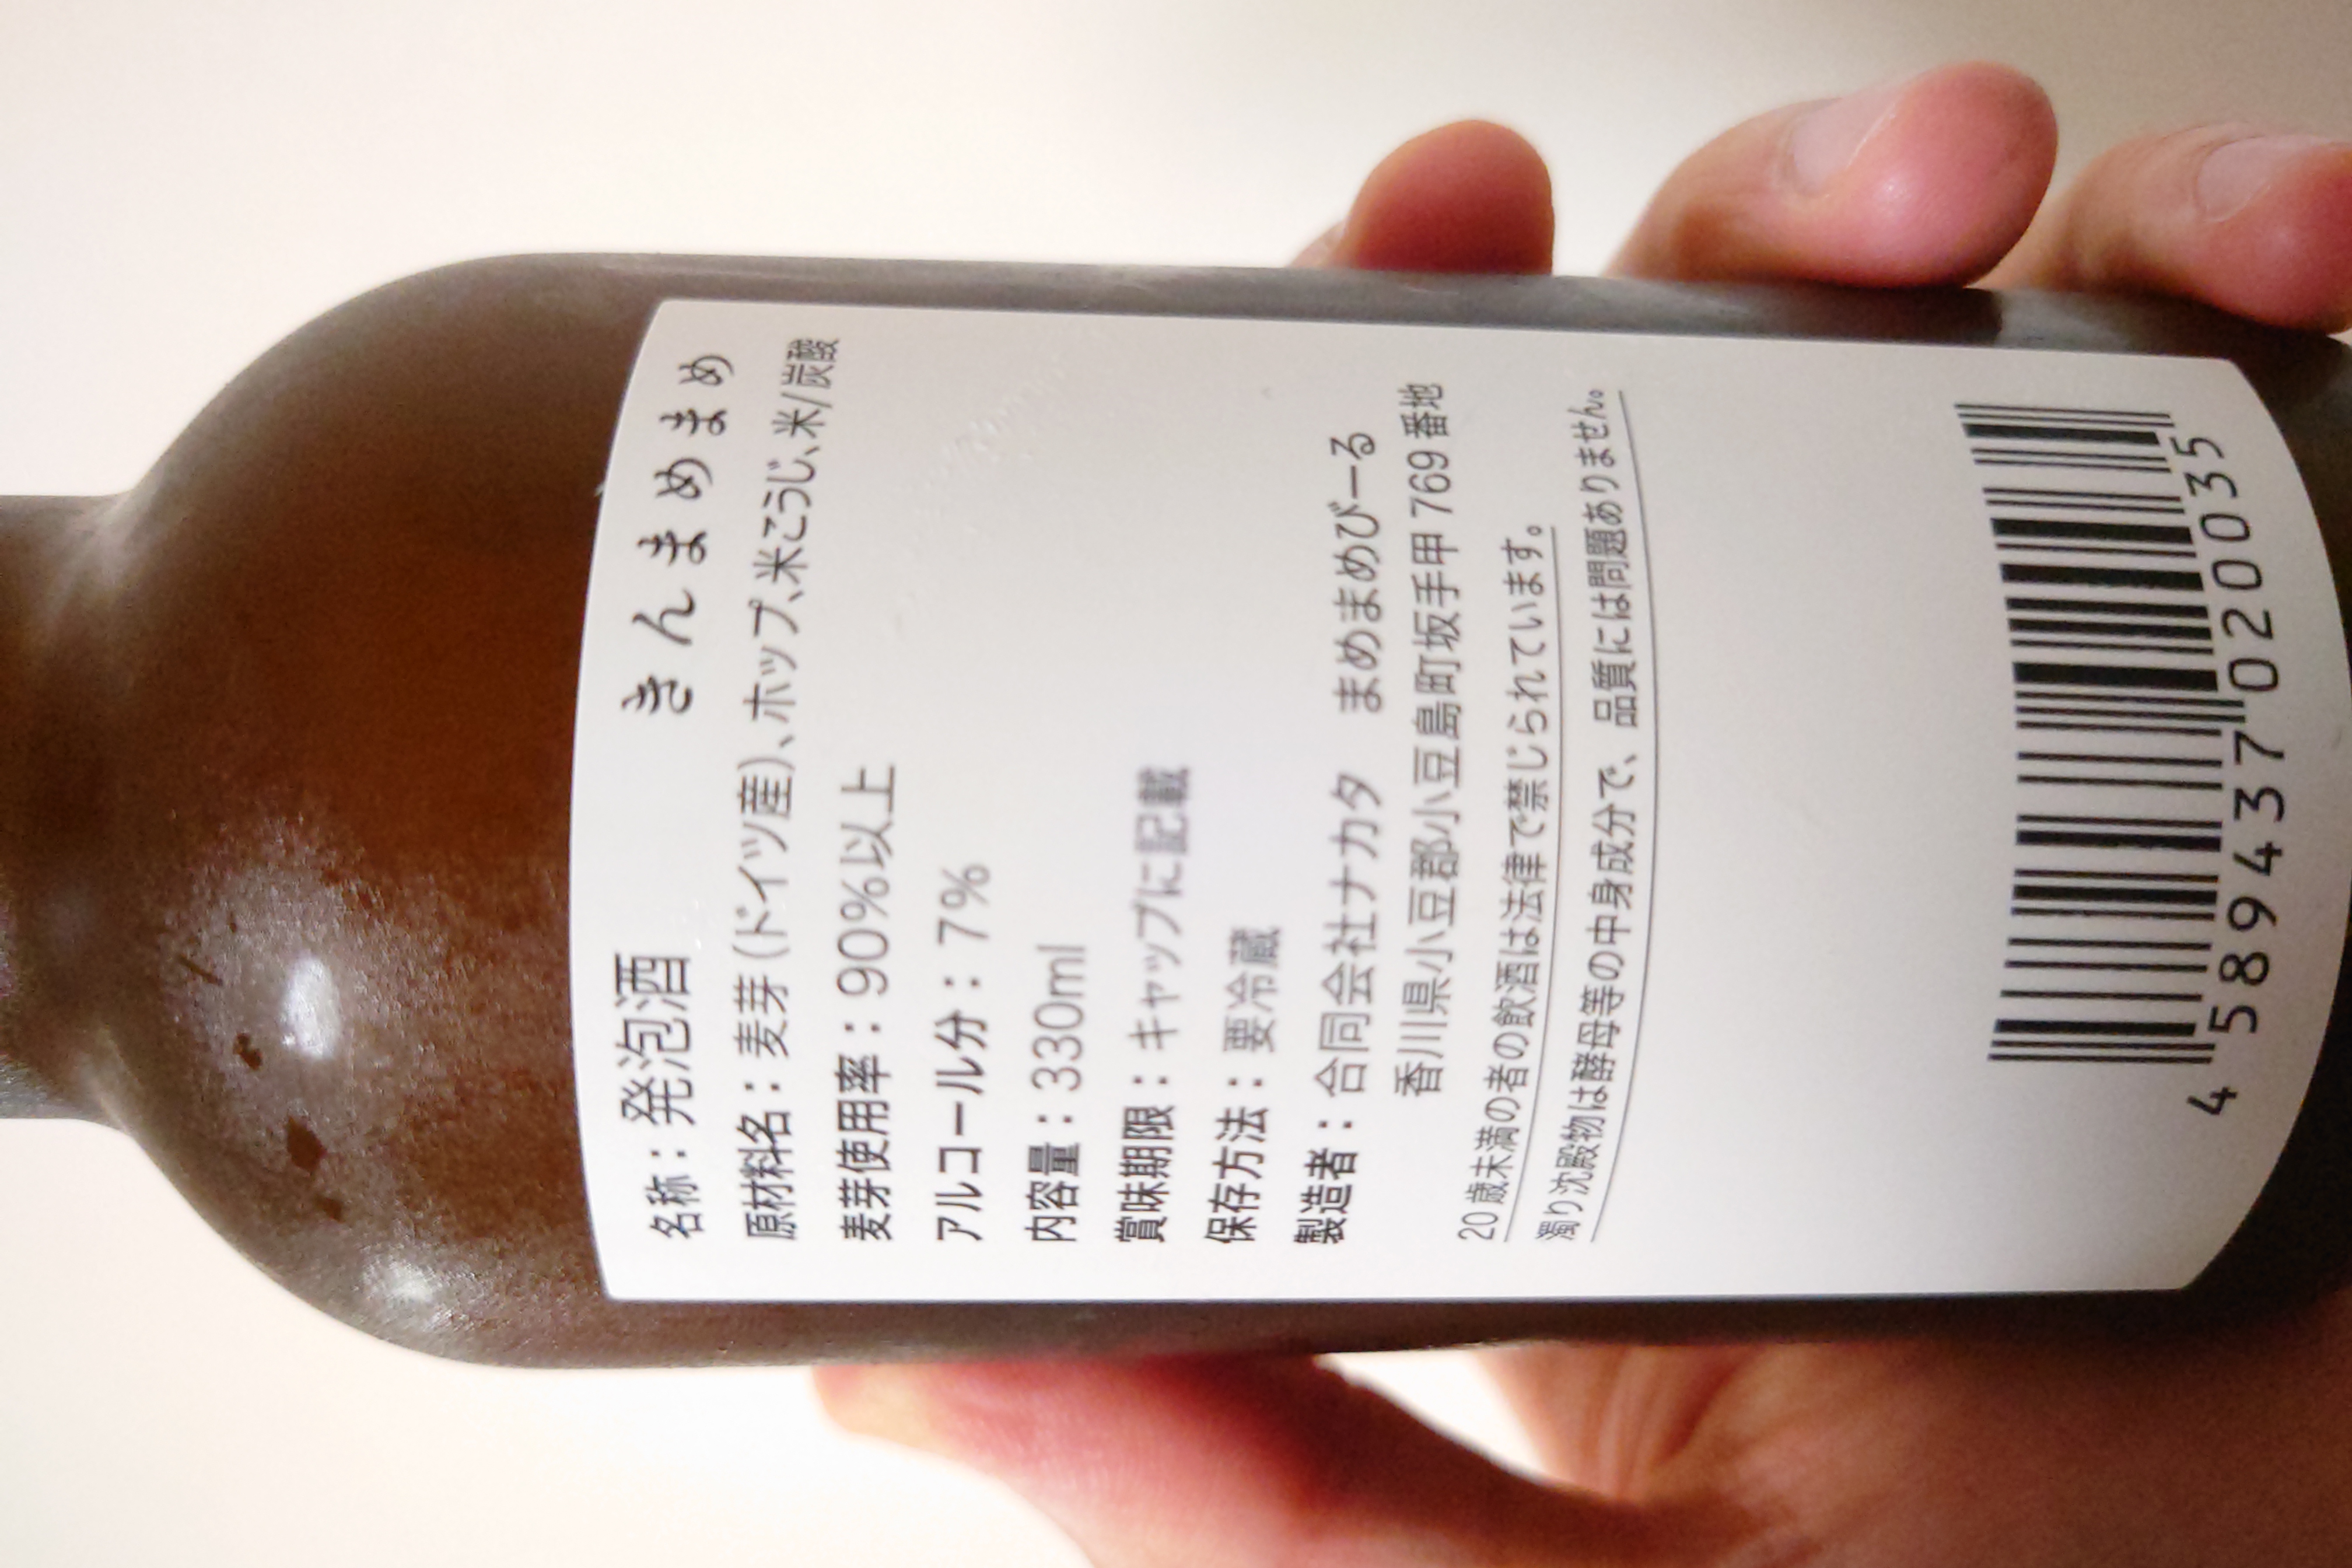 名称：発泡酒　きんまめまめ
原材料名：麦芽（ドイツ産）、ホップ、米こうじ、米/炭酸
麦芽使用率：90%以上
アルコール分：7%
内容量：330ml
賞味期限：キャップに記載
保存方法：要冷蔵
製造者：合同会社ナカタ　まめまめびーる
香川県小豆郡小豆島町坂手甲 769 番地
20 歳未満の者の飲酒は法律で禁じられています。
濁り沈殿物は酵母等の中身成分で、品質には問題ありません。
4 589437 020035